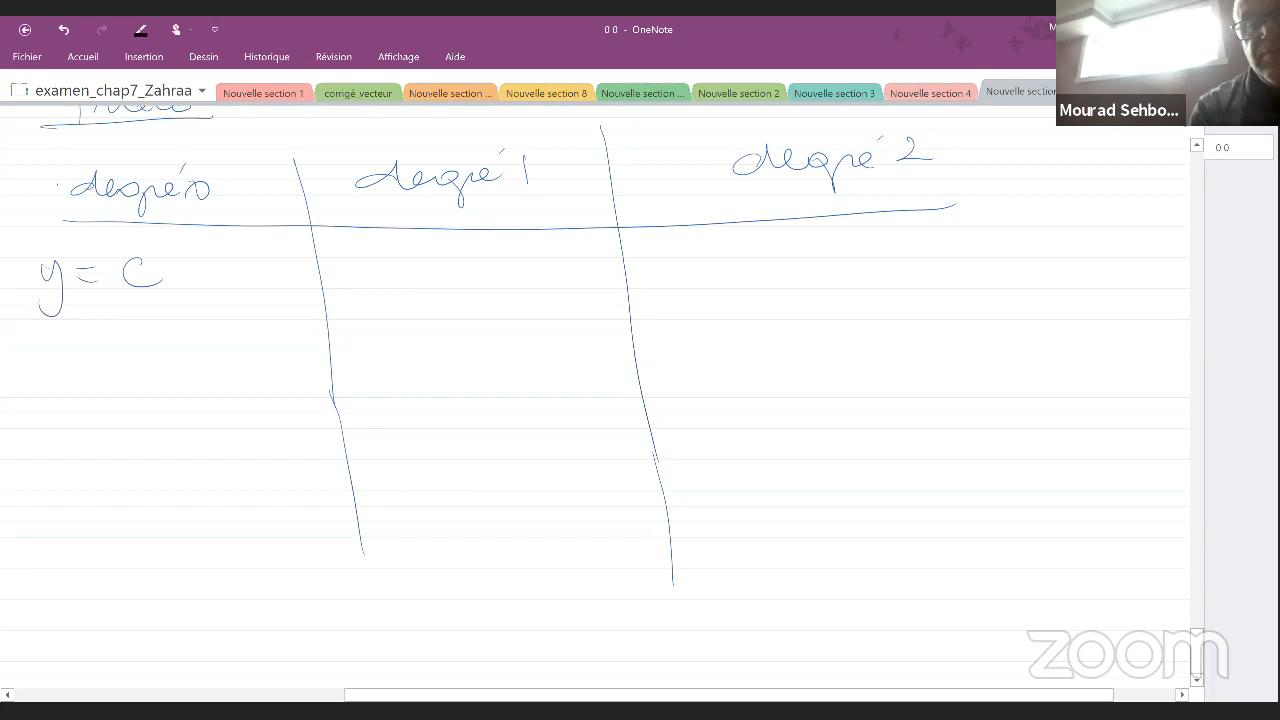 0 0 - OneNote
Fichier Accueil Insertion Dessin Historique Révision Affichage Aide
examen_chap7_Zahraa
Nouvelle section 1 corrigé_vecteur Nouvelle section ... Nouvelle section 8 Nouvelle section ... Nouvelle section 2 Nouvelle section 3 Nouvelle section 4 Nouvelle section
Mourad Sehbo...
0 0
degré 0 degré 1 degré 2
y = C
zoom